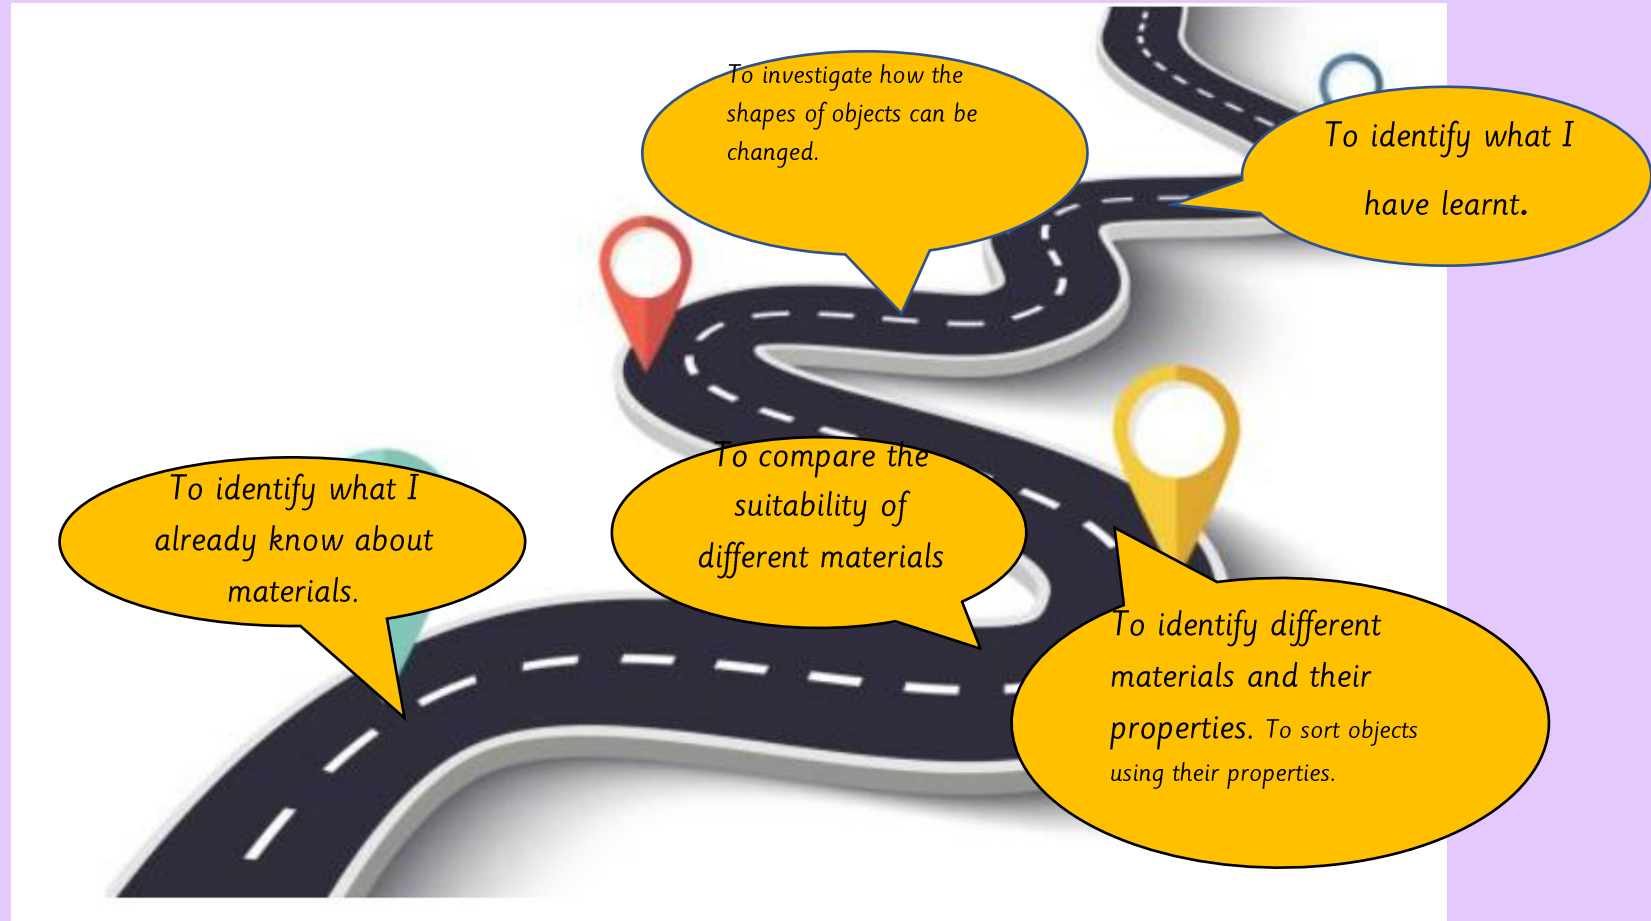 To investigate how the
shapes of objects can be
changed.
To identify what I
have learnt.
To compare the
suitability of
different materials
To identify what I
already know about
materials.
To identify different
materials and their
properties. To sort objects
using their properties.